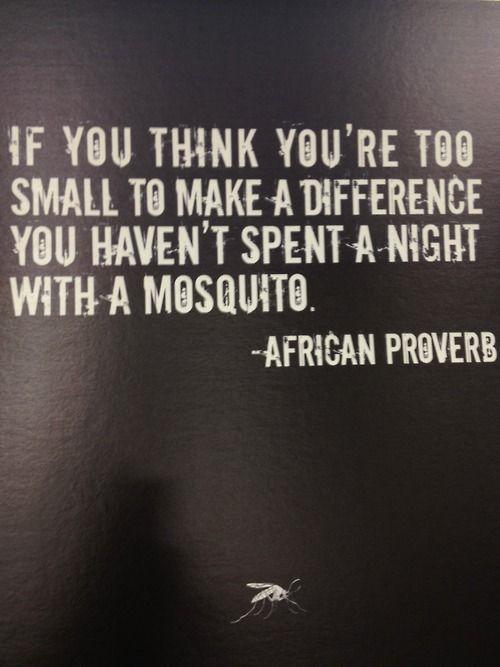 IF YOU THINK YOU'RE TOO
SMALL TO MAKE A DIFFERENCE
YOU HAVEN'T SPENT A NIGHT
WITH A MOSQUITO.
-AFRICAN PROVERB